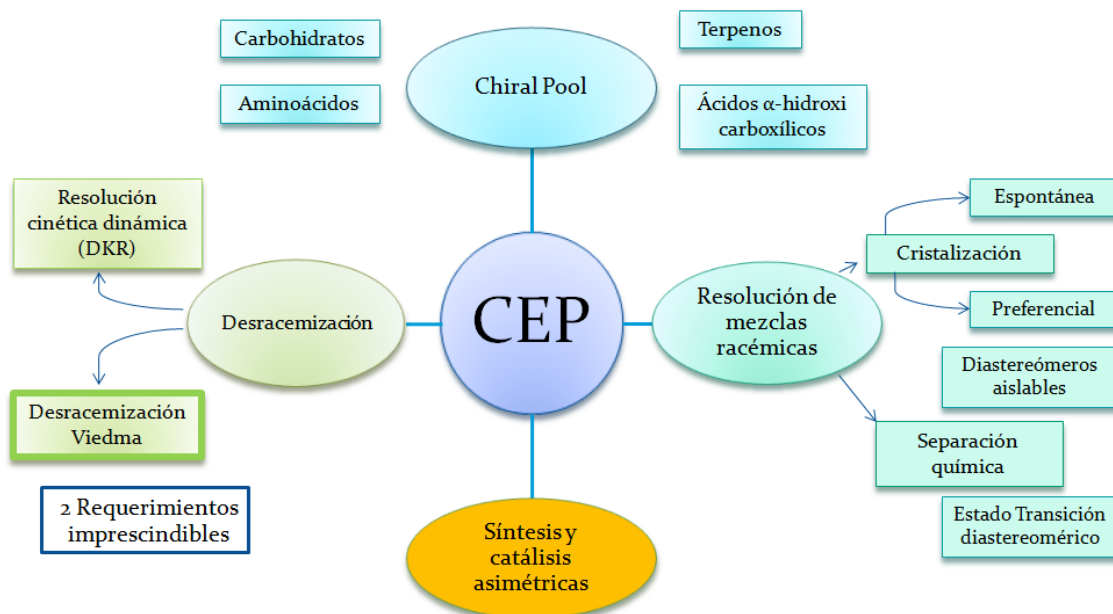 Carbohidratos
Aminoácidos
Chiral Pool
Terpenos
Ácidos α-hidroxi
carboxílicos
Resolución
cinética dinámica
(DKR)
Desracemización
Desracemización
Viedma
2 Requerimientos
imprescindibles
CEP
Síntesis y
catálisis
asimétricas
Resolución de
mezclas
racémicas
Espontánea
Cristalización
Preferencial
Diastereómeros
aislables
Separación
química
Estado Transición
diastereomérico